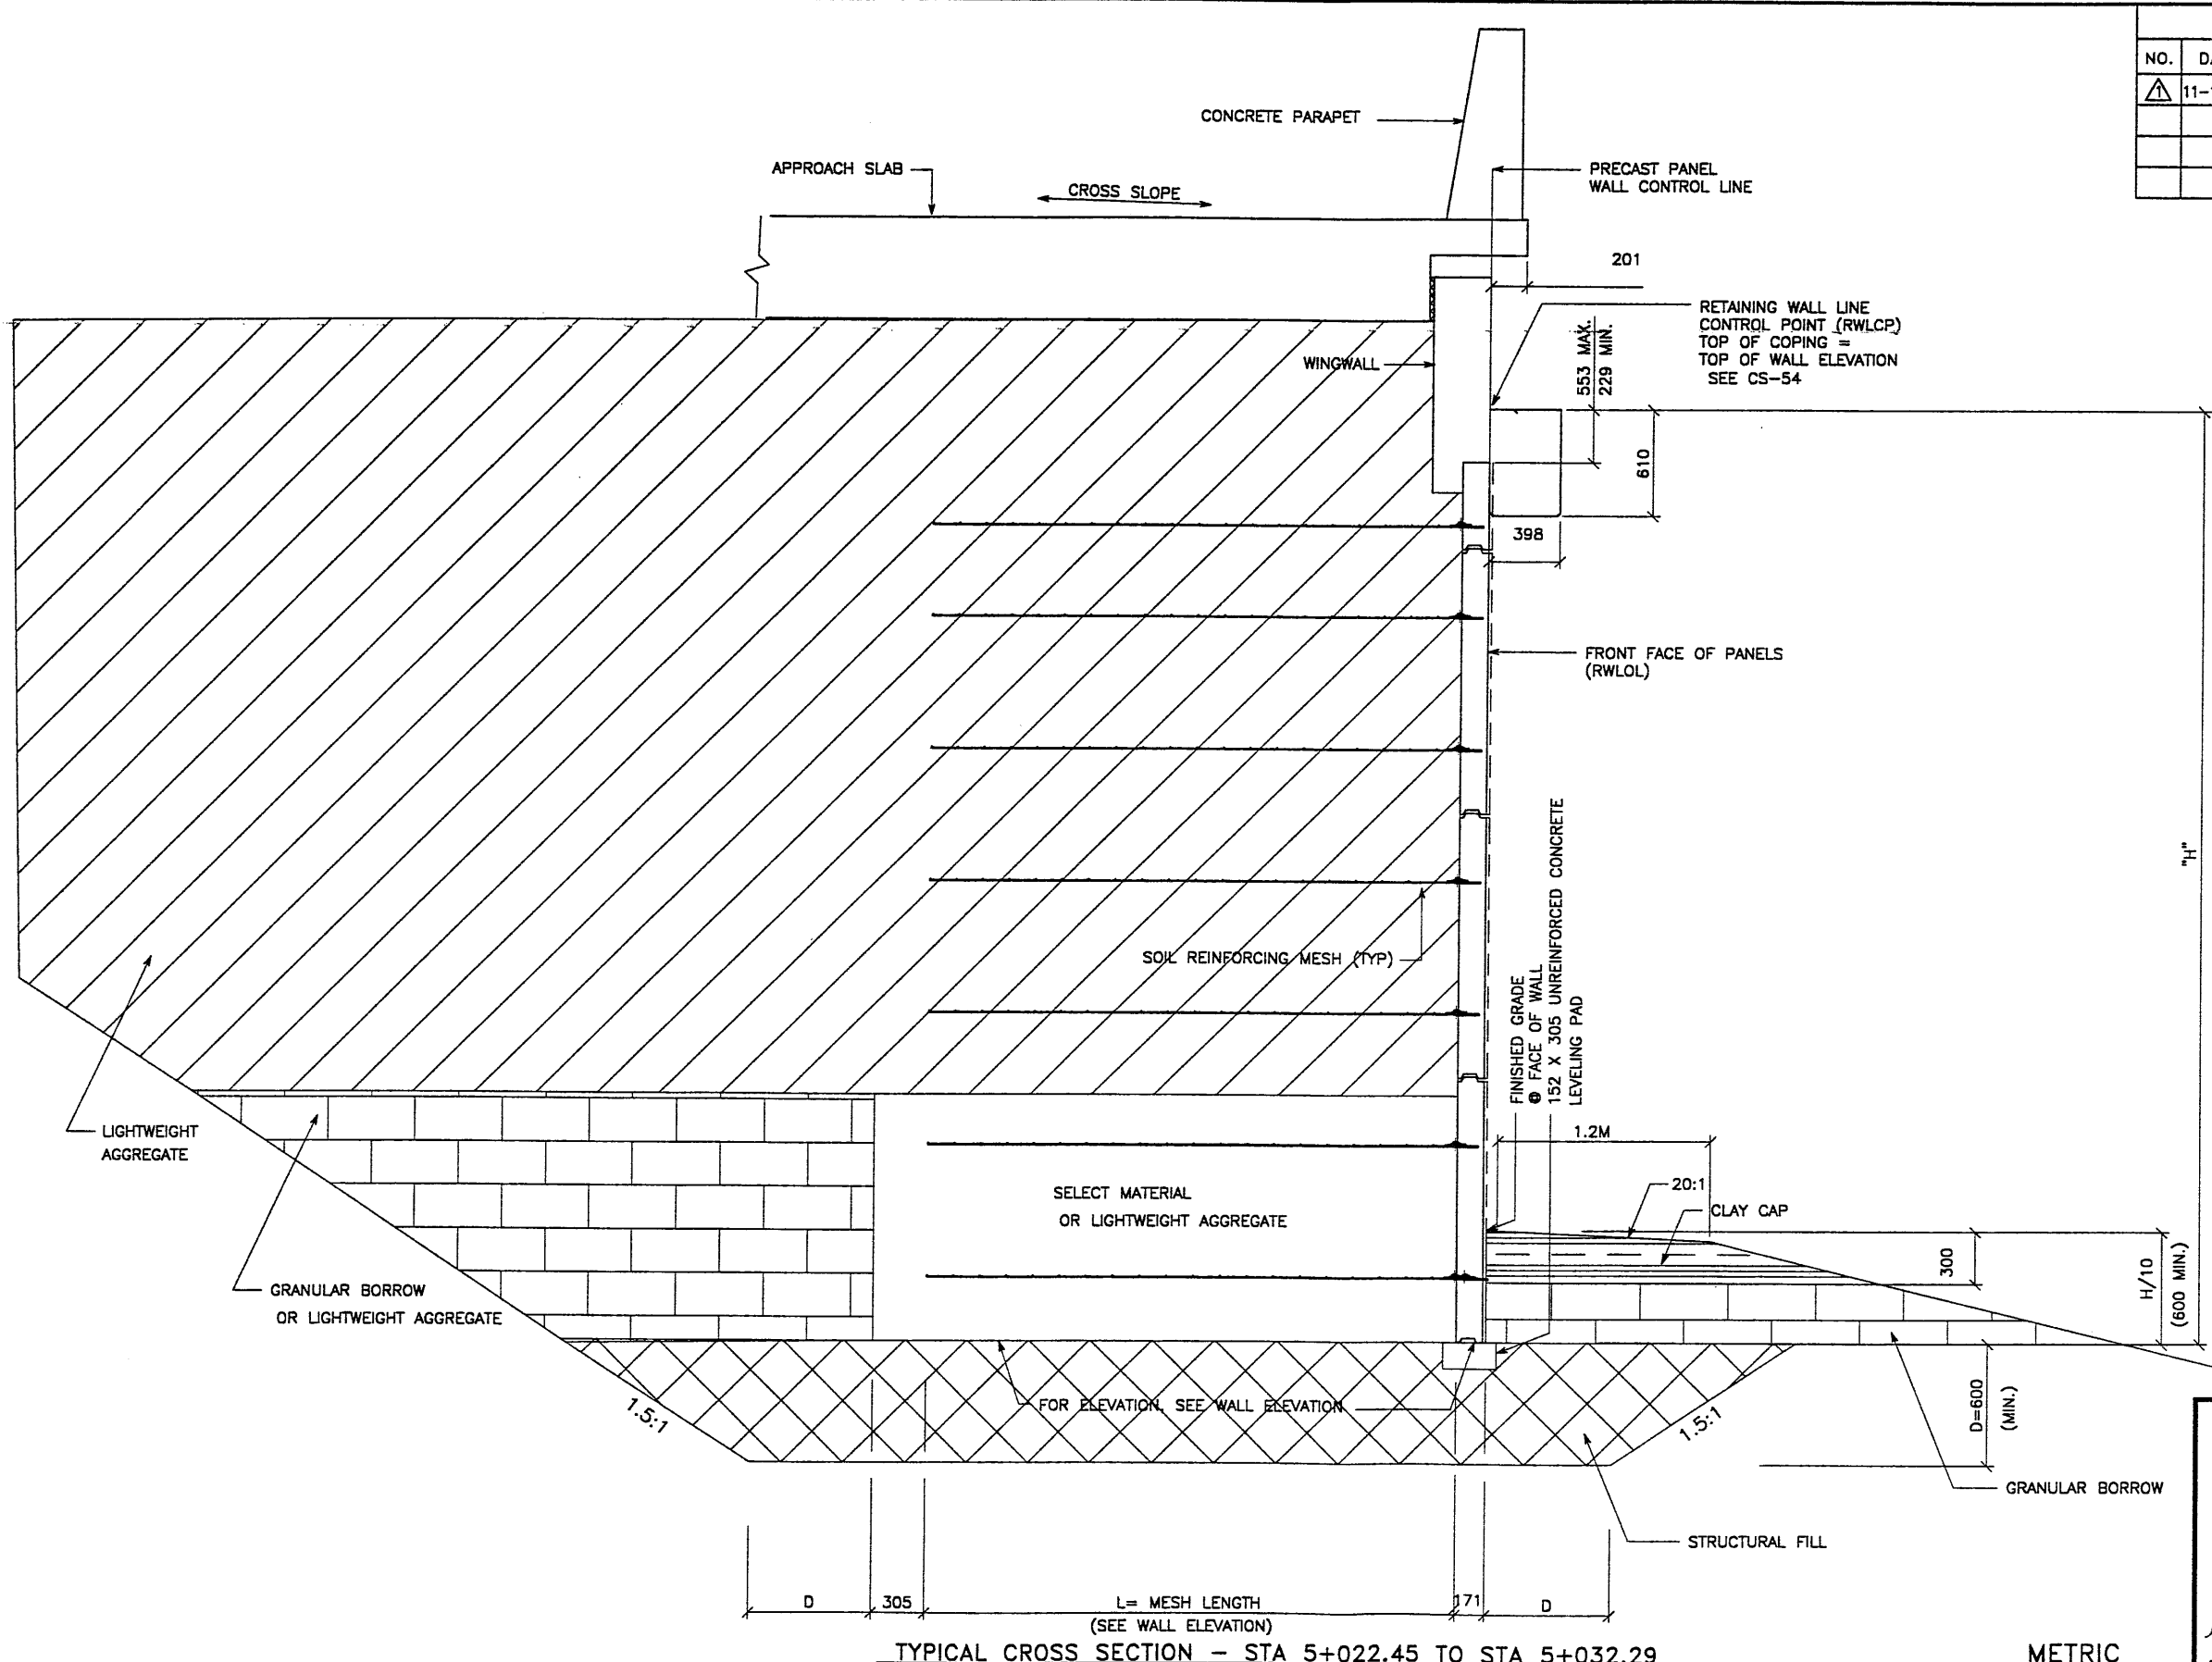 NO.
11-
1
CONCRETE PARAPET
APPROACH SLAB
CROSS SLOPE
PRECAST PANEL
WALL CONTROL LINE
201
RETAINING WALL LINE
CONTROL POINT (RWLCP)
TOP OF COPING =
TOP OF WALL ELEVATION
SEE CS-54
553 MAX.
229 MIN.
WINGWALL
610
398
FRONT FACE OF PANELS
(RWLOL)
"H"
SOIL REINFORCING MESH (TYP)
FINISHED GRADE
@ FACE OF WALL
152 X 305 UNREINFORCED CONCRETE
LEVELING PAD
LIGHTWEIGHT
AGGREGATE
1.2M
20:1
CLAY CAP
SELECT MATERIAL
OR LIGHTWEIGHT AGGREGATE
300
H/10
(600 MIN.)
GRANULAR BORROW
OR LIGHTWEIGHT AGGREGATE
1.5:1
FOR ELEVATION, SEE WALL ELEVATION
1.5:1
D=600
(MIN.)
GRANULAR BORROW
STRUCTURAL FILL
D
305
L= MESH LENGTH
(SEE WALL ELEVATION)
171
D
TYPICAL CROSS SECTION - STA 5+022.45 TO STA 5+032.29
METRIC